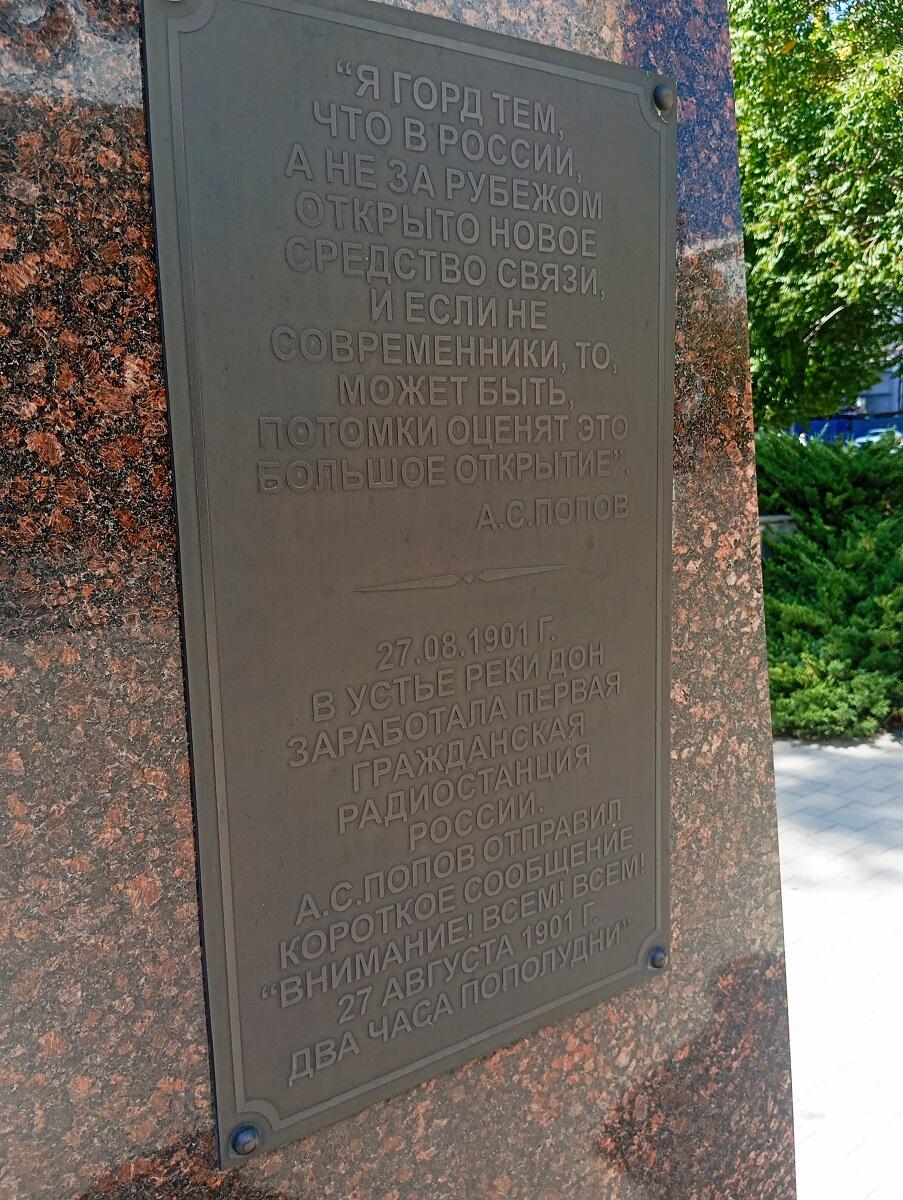 “Я ГОРД ТЕМ,
ЧТО В РОССИИ,
А НЕ ЗА РУБЕЖОМ
ОТКРЫТО НОВОЕ
СРЕДСТВО СВЯЗИ,
И ЕСЛИ НЕ
СОВРЕМЕННИКИ, ТО,
МОЖЕТ БЫТЬ,
ПОТОМКИ ОЦЕНЯТ ЭТО
БОЛЬШОЕ ОТКРЫТИЕ”.
А.С.ПОПОВ
27.08.1901 Г.
В УСТЬЕ РЕКИ ДОН
ЗАРАБОТАЛА ПЕРВАЯ
ГРАЖДАНСКАЯ
РАДИОСТАНЦИЯ
РОССИИ.
А.С.ПОПОВ ОТПРАВИЛ
КОРОТКОЕ СООБЩЕНИЕ
“ВНИМАНИЕ! ВСЕМ! ВСЕМ!
27 АВГУСТА 1901 Г.
ДВА ЧАСА ПОПОЛУДНИ”